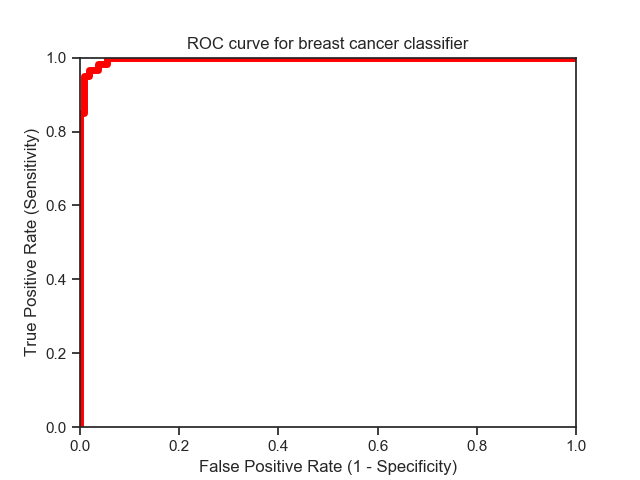 ROC curve for breast cancer classifier
True Positive Rate (Sensitivity)
1.0
0.8
0.6
0.4
0.2
0.0
0.0 0.2 0.4 0.6 0.8 1.0
False Positive Rate (1 - Specificity)